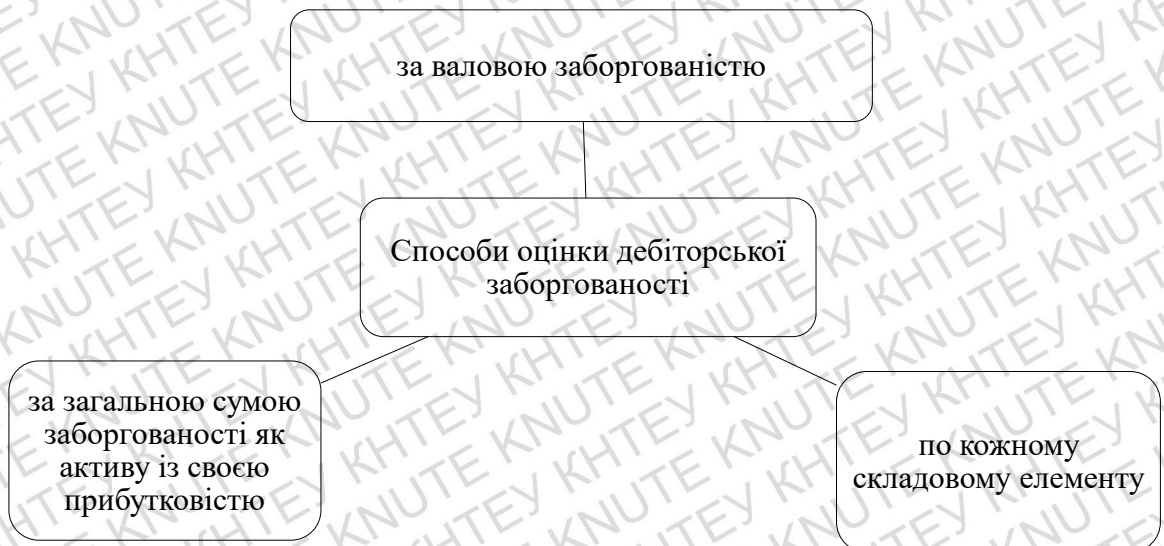 за валовою заборгованістю
Способи оцінки дебіторської
заборгованості
за загальною сумою
заборгованості як
активу із своєю
прибутковістю
по кожному
складовому елементу